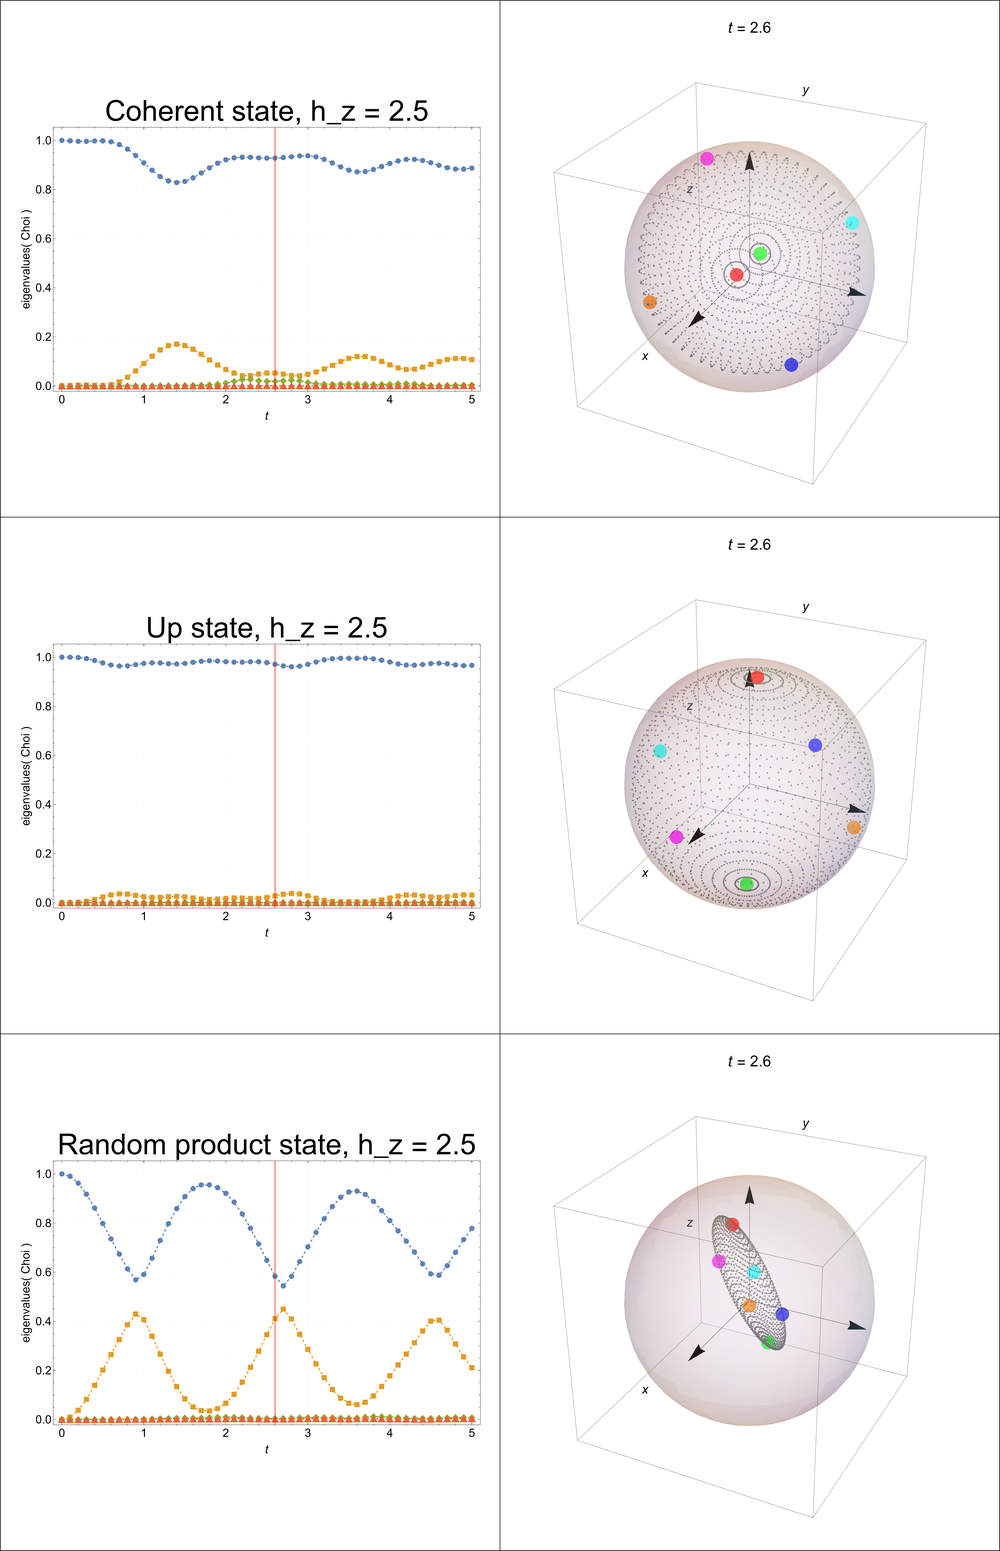 t = 2.6
y
Coherent state, h_z = 2.5
1.0
0.8
0.6
0.4
0.2
0.0
eigenvalues( Choi )
0 1 2 3 4 5
t
z
x
t = 2.6
y
Up state, h_z = 2.5
1.0
0.8
0.6
0.4
0.2
0.0
eigenvalues( Choi )
0 1 2 3 4 5
t
z
x
t = 2.6
y
Random product state, h_z = 2.5
1.0
0.8
0.6
0.4
0.2
0.0
eigenvalues( Choi )
0 1 2 3 4 5
t
z
x